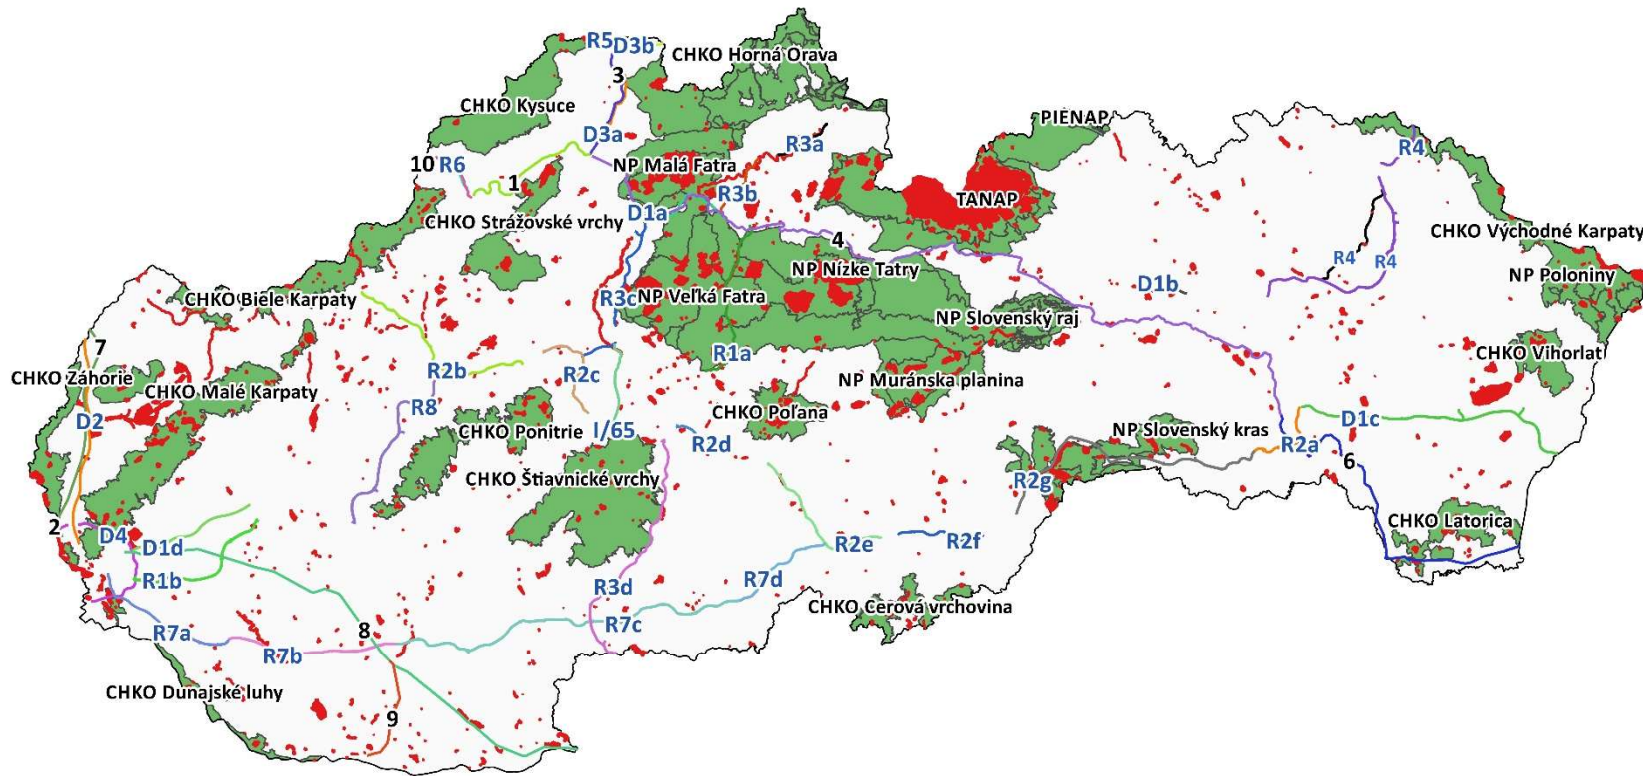 R5
D3b
CHKO Horná Orava
3
CHKO Kysuce
PIENAP
D3a
R3a
R4
10
R6
NP Malá Fatra
1
R3b
TANAP
D1a
CHKO Strážovské vrchy
4
CHKO Východné Karpaty
R4
R4
NP Nízke Tatry
NP Poloniny
D1b
CHKO Biele Karpaty
R3c
NP Veľká Fatra
NP Slovenský raj
7
R1a
CHKO Vihorlat
CHKO Záhorie
R2b
R2c
NP Muránska planina
CHKO Malé Karpaty
R8
CHKO Poľana
D2
D1c
CHKO Ponitrie
I/65
NP Slovenský kras
R2d
R2a
6
CHKO Štiavnické vrchy
R2g
2
CHKO Latorica
D4
D1d
R2e
R2f
R1b
R7d
R3d
CHKO Cerová vrchovina
R7a
8
R7c
R7b
CHKO Dunajské luhy
9